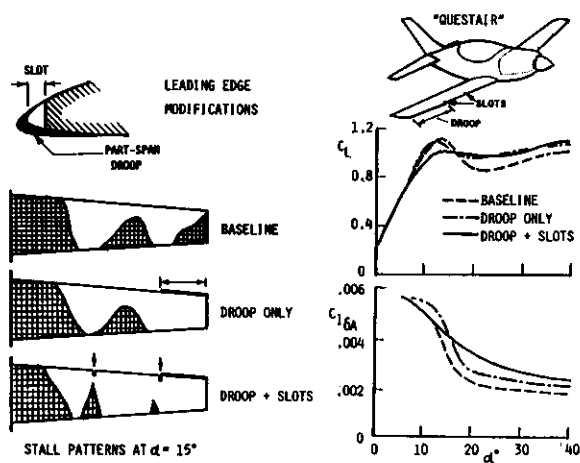 SLOT
LEADING EDGE
MODIFICATIONS
PART-SPAN
DROOP
BASELINE
DROOP ONLY
DROOP + SLOTS
STALL PATTERNS AT α = 15°
"QUESTAIR"
SLOTS
DROOP
1.2
C_L
0.8
0.4
0
BASELINE
DROOP ONLY
DROOP + SLOTS
.006
C_l δA
.004
.002
0
0 10 20 30 40
α°